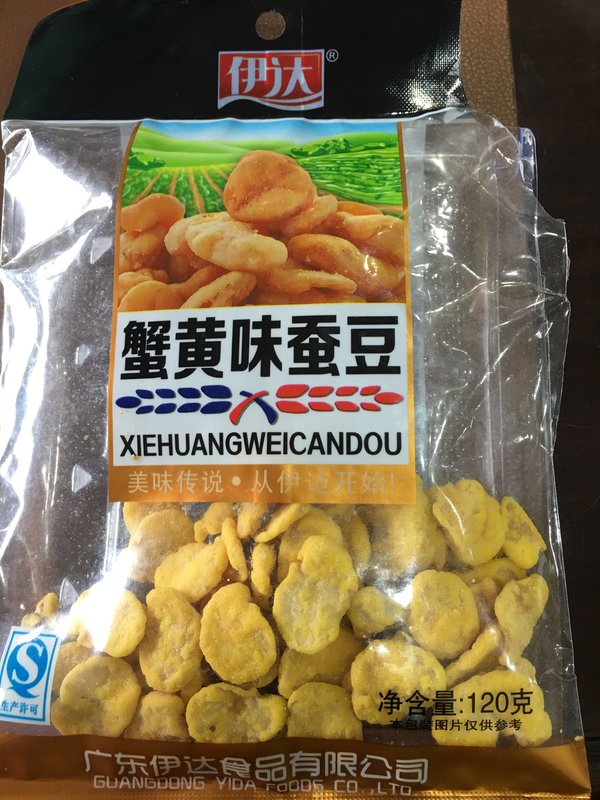 伊达®
蟹黄味蚕豆
XIEHUANGWEICANDOU
美味传说•从伊达开始!
生产许可
净含量:120克
本包装图片仅供参考
广东伊达食品有限公司
GUANGDONG YIDA FOODS CO.,LTD